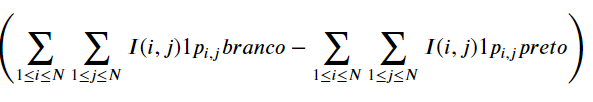 ( ∑_{1≤i≤N} ∑_{1≤j≤N} I(i, j)1p_{i,j}branco − ∑_{1≤i≤N} ∑_{1≤j≤N} I(i, j)1p_{i,j}preto )